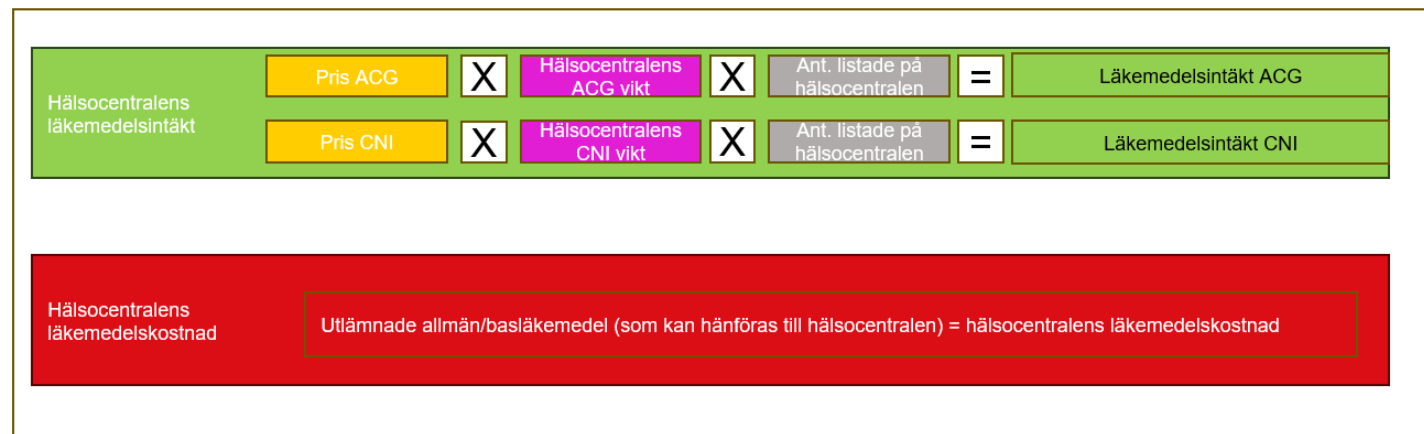 Hälsocentralens
läkemedelsintäkt
Pris ACG
X
Hälsocentralens
ACG vikt
X
Ant. listade på
hälsocentralen
=
Läkemedelsintäkt ACG
Pris CNI
X
Hälsocentralens
CNI vikt
X
Ant. listade på
hälsocentralen
=
Läkemedelsintäkt CNI
Hälsocentralens
läkemedelskostnad
Utlämnade allmän/basläkemedel (som kan hänföras till hälsocentralen) = hälsocentralens läkemedelskostnad